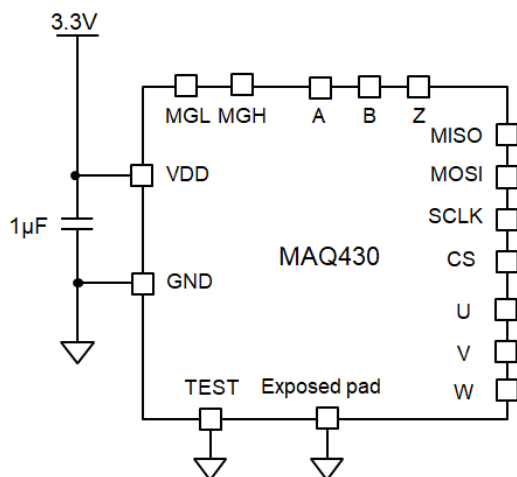 3.3V
MGL MGH A B Z
MISO
VDD
MOSI
SCLK
1µF
MAQ430
CS
GND
U
V
TEST Exposed pad
W